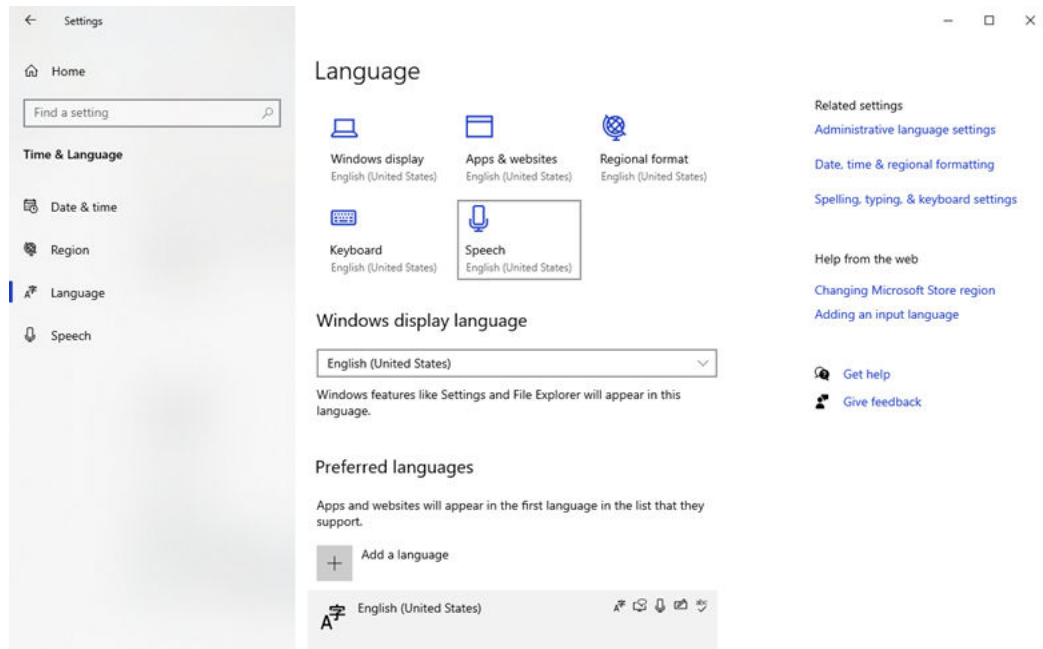 Settings
Home
Find a setting
Time & Language
Date & time
Region
Language
Speech
Language
Windows display
English (United States)
Apps & websites
English (United States)
Regional format
English (United States)
Keyboard
English (United States)
Speech
English (United States)
Windows display language
English (United States)
Windows features like Settings and File Explorer will appear in this
language.
Preferred languages
Apps and websites will appear in the first language in the list that they
support.
Add a language
A字
English (United States)
Related settings
Administrative language settings
Date, time & regional formatting
Spelling, typing, & keyboard settings
Help from the web
Changing Microsoft Store region
Adding an input language
Get help
Give feedback